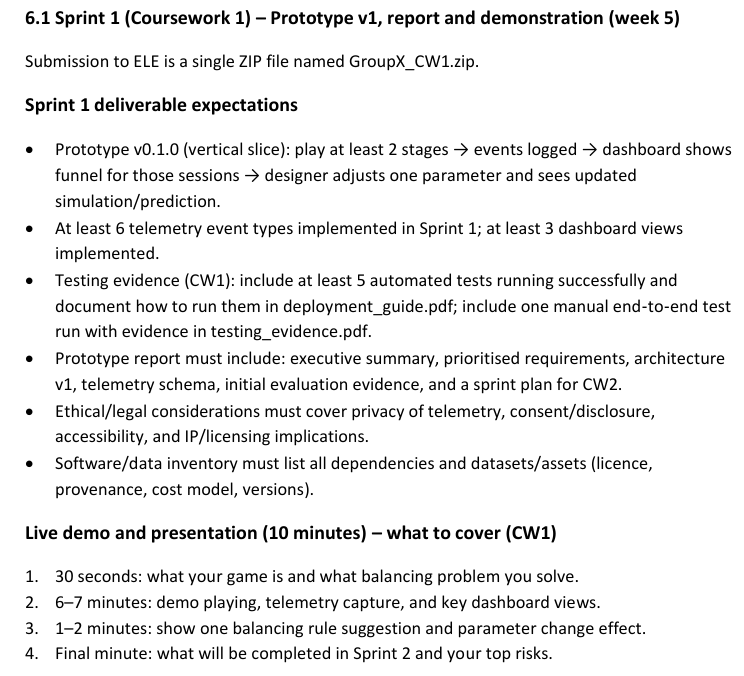 6.1 Sprint 1 (Coursework 1) – Prototype v1, report and demonstration (week 5)
Submission to ELE is a single ZIP file named GroupX_CW1.zip.
Sprint 1 deliverable expectations
• Prototype v0.1.0 (vertical slice): play at least 2 stages → events logged → dashboard shows
funnel for those sessions → designer adjusts one parameter and sees updated
simulation/prediction.
• At least 6 telemetry event types implemented in Sprint 1; at least 3 dashboard views
implemented.
• Testing evidence (CW1): include at least 5 automated tests running successfully and
document how to run them in deployment_guide.pdf; include one manual end-to-end test
run with evidence in testing_evidence.pdf.
• Prototype report must include: executive summary, prioritised requirements, architecture
v1, telemetry schema, initial evaluation evidence, and a sprint plan for CW2.
• Ethical/legal considerations must cover privacy of telemetry, consent/disclosure,
accessibility, and IP/licensing implications.
• Software/data inventory must list all dependencies and datasets/assets (licence,
provenance, cost model, versions).
Live demo and presentation (10 minutes) – what to cover (CW1)
1. 30 seconds: what your game is and what balancing problem you solve.
2. 6–7 minutes: demo playing, telemetry capture, and key dashboard views.
3. 1–2 minutes: show one balancing rule suggestion and parameter change effect.
4. Final minute: what will be completed in Sprint 2 and your top risks.